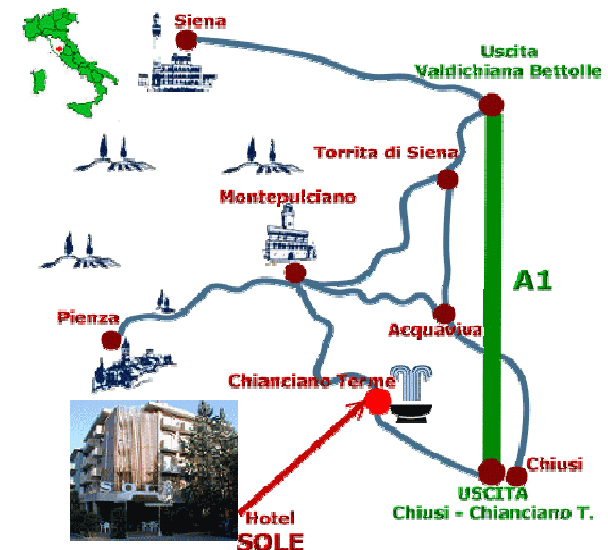 Siena
Uscita
Valdichiana Bettolle
Torrita di Siena
Montepulciano
A1
Pienza
Acquaviva
Chianciano Terme
SOLE
Chiusi
USCITA
Chiusi - Chianciano T.
Hotel
SOLE